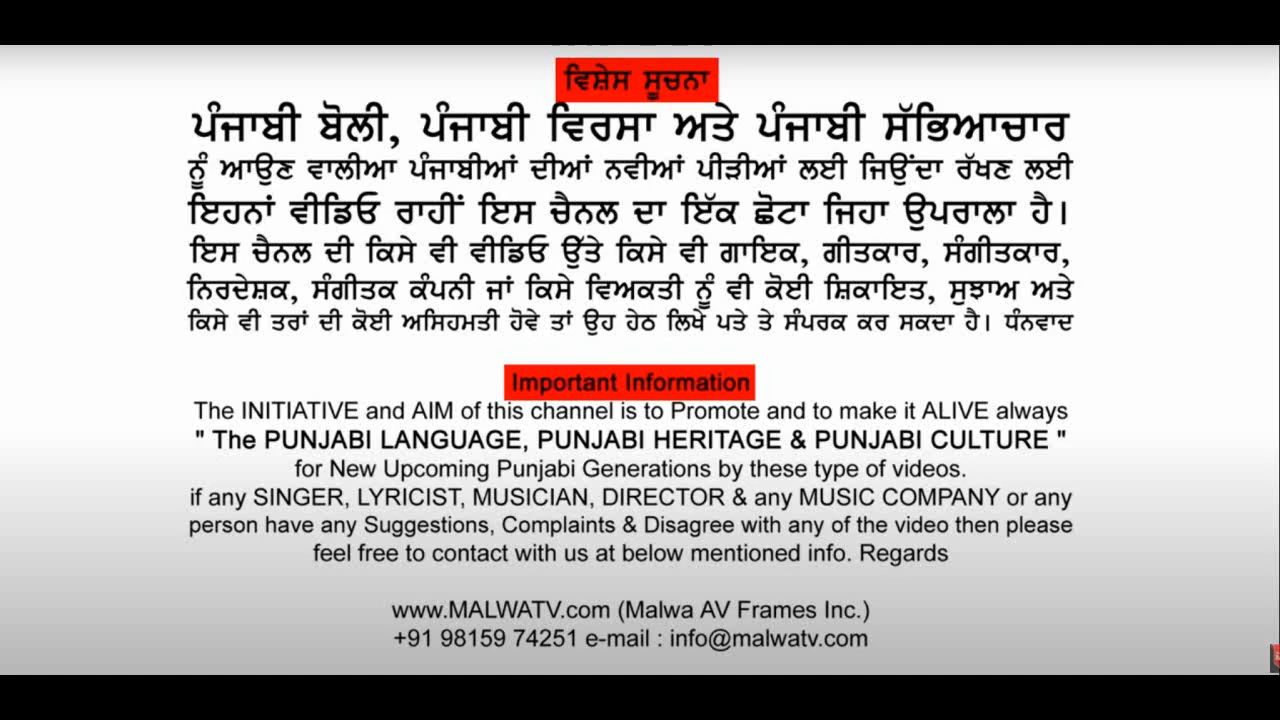 ਵਿਸ਼ੇਸ ਸੂਚਨਾ
ਪੰਜਾਬੀ ਬੋਲੀ, ਪੰਜਾਬੀ ਵਿਰਸਾ ਅਤੇ ਪੰਜਾਬੀ ਸੱਭਿਆਚਾਰ
ਨੂੰ ਆਉਣ ਵਾਲੀਆ ਪੰਜਾਬੀਆਂ ਦੀਆਂ ਨਵੀਆਂ ਪੀੜੀਆਂ ਲਈ ਜਿਉਂਦਾ ਰੱਖਣ ਲਈ
ਇਹਨਾਂ ਵੀਡਿਓ ਰਾਹੀਂ ਇਸ ਚੈਨਲ ਦਾ ਇੱਕ ਛੋਟਾ ਜਿਹਾ ਉਪਰਾਲਾ ਹੈ।
ਇਸ ਚੈਨਲ ਦੀ ਕਿਸੇ ਵੀ ਵੀਡਿਓ ਉੱਤੇ ਕਿਸੇ ਵੀ ਗਾਇਕ, ਗੀਤਕਾਰ, ਸੰਗੀਤਕਾਰ,
ਨਿਰਦੇਸ਼ਕ, ਸੰਗੀਤਕ ਕੰਪਨੀ ਜਾਂ ਕਿਸੇ ਵਿਅਕਤੀ ਨੂੰ ਵੀ ਕੋਈ ਸ਼ਿਕਾਇਤ, ਸੁਝਾਅ ਅਤੇ
ਕਿਸੇ ਵੀ ਤਰਾਂ ਦੀ ਕੋਈ ਅਸਿਹਮਤੀ ਹੋਵੇ ਤਾਂ ਉਹ ਹੇਠ ਲਿਖੇ ਪਤੇ ਤੇ ਸੰਪਰਕ ਕਰ ਸਕਦਾ ਹੈ। ਧੰਨਵਾਦ
Important Information
The INITIATIVE and AIM of this channel is to Promote and to make it ALIVE always
" The PUNJABI LANGUAGE, PUNJABI HERITAGE & PUNJABI CULTURE "
for New Upcoming Punjabi Generations by these type of videos.
if any SINGER, LYRICIST, MUSICIAN, DIRECTOR & any MUSIC COMPANY or any
person have any Suggestions, Complaints & Disagree with any of the video then please
feel free to contact with us at below mentioned info. Regards
www.MALWATV.com (Malwa AV Frames Inc.)
+91 98159 74251 e-mail : info@malwatv.com